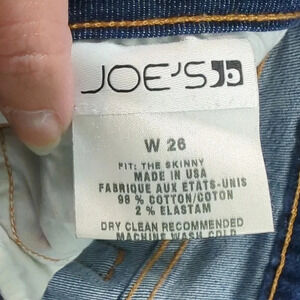 JOE'S
W 26
FIT: THE SKINNY
MADE IN USA
FABRIQUE AUX ETATS-UNIS
98 % COTTON/COTON
2 % ELASTAM
DRY CLEAN RECOMMENDED
MACHINE WASH COLD